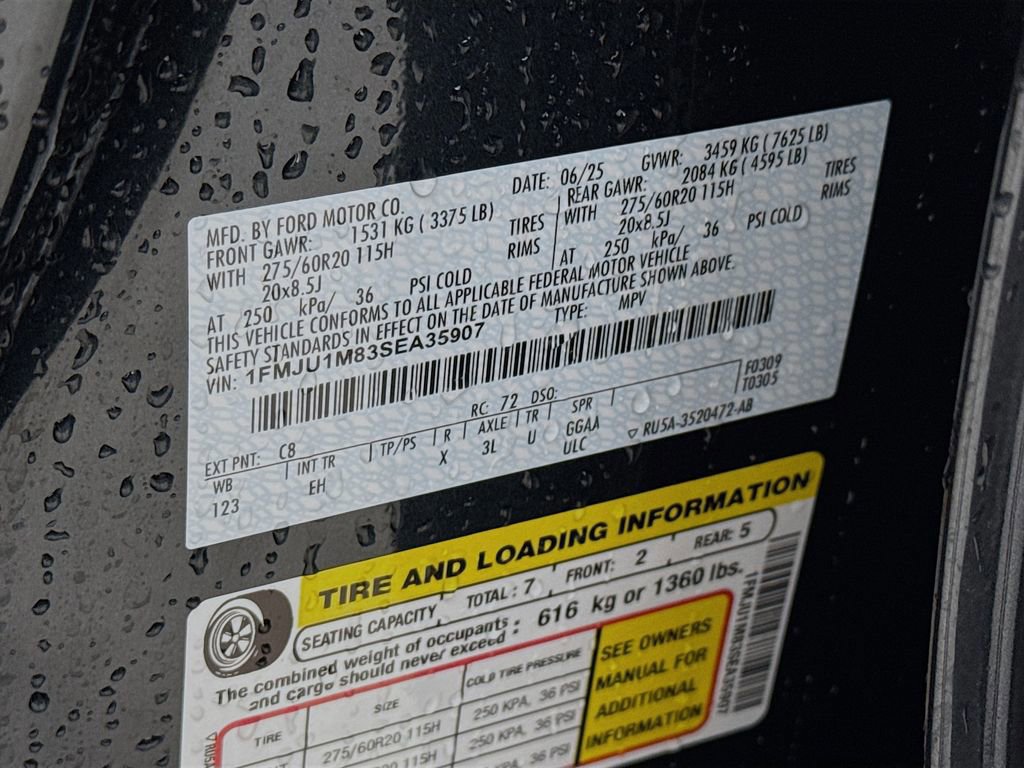 MFD. BY FORD MOTOR CO. DATE: 06/25 GVWR: 3459 KG ( 7625 LB)
FRONT GAWR: 1531 KG ( 3375 LB) REAR GAWR: 2084 KG ( 4595 LB)
WITH 275/60R20 115H TIRES WITH 275/60R20 115H TIRES
20x8.5J RIMS 20x8.5J RIMS
AT 250 kPa/ 36 PSI COLD AT 250 kPa/ 36 PSI COLD
THIS VEHICLE CONFORMS TO ALL APPLICABLE FEDERAL MOTOR VEHICLE
SAFETY STANDARDS IN EFFECT ON THE DATE OF MANUFACTURE SHOWN ABOVE.
VIN: 1FMJU1M83SEA35907 TYPE: MPV
F0309
T0305
EXT PNT: C8 RC: 72 DSO:
WB INT TR TP/PS R AXLE TR SPR
123 EH X 3L U GGAA
ULC
▽ RU5A-3520472-AB
TIRE AND LOADING INFORMATION
SEATING CAPACITY TOTAL : 7 FRONT: 2 REAR: 5
The combined weight of occupants
and cargo should never exceed : 616 kg or 1360 lbs.
TIRE SIZE COLD TIRE PRESSURE
275/60R20 115H 250 KPA, 36 PSI
275/60R20 115H 250 KPA, 36 PSI
36 PSI
SEE OWNERS
MANUAL FOR
ADDITIONAL
INFORMATION
1FMJU1M83SEA35907